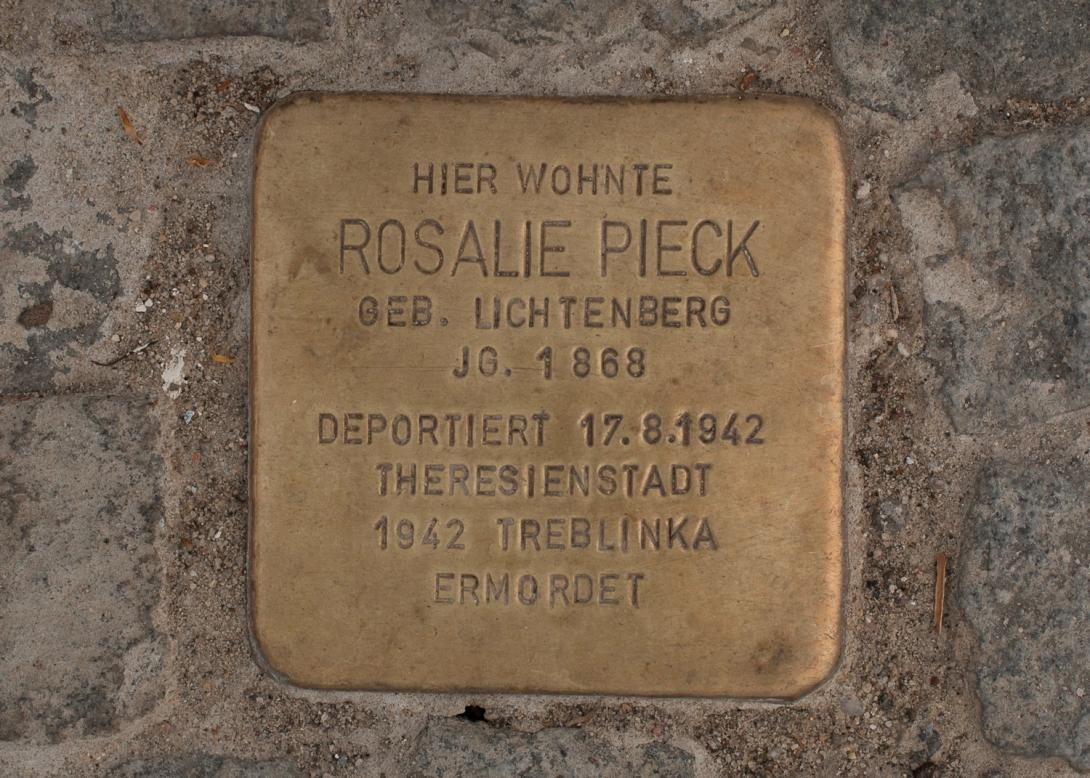 HIER WOHNTE
ROSALIE PIECK
GEB. LICHTENBERG
JG. 1868
DEPORTIERT 17.8.1942
THERESIENSTADT
1942 TREBLINKA
ERMORDET